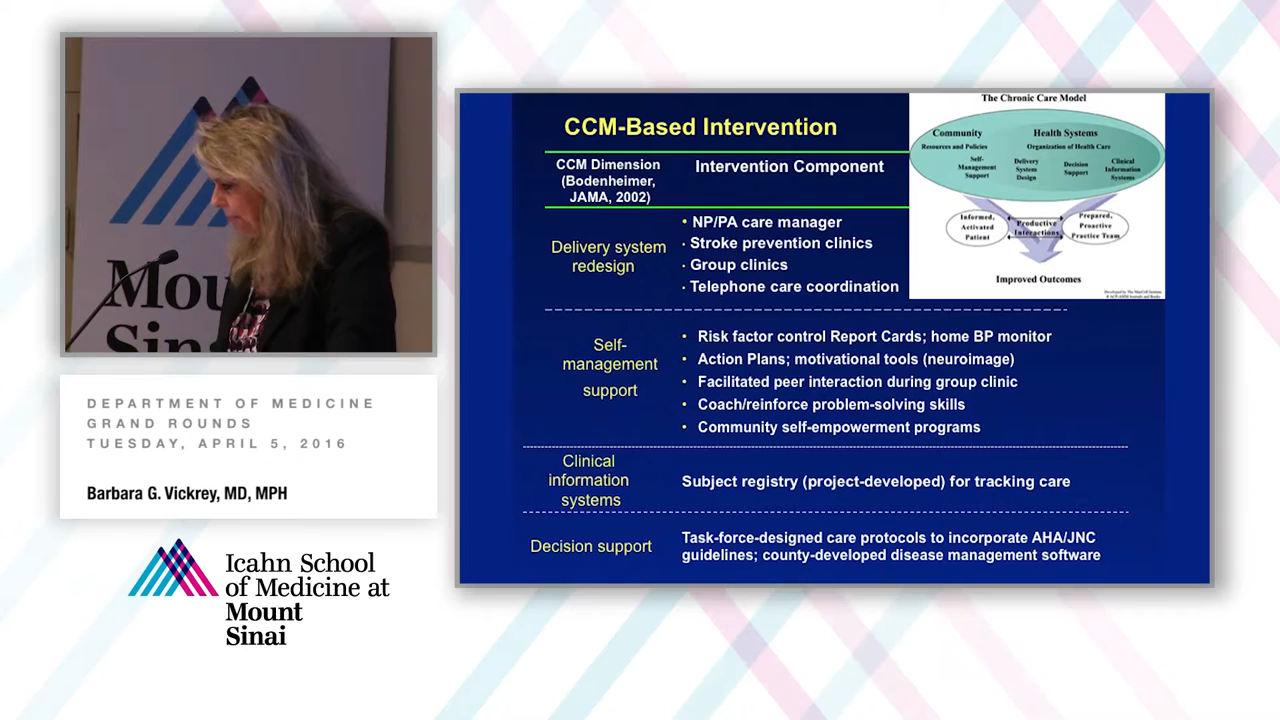 Mou
Sinai
DEPARTMENT OF MEDICINE
GRAND ROUNDS
TUESDAY, APRIL 5, 2016
Barbara G. Vickrey, MD, MPH
Icahn School
of Medicine at
Mount
Sinai
CCM-Based Intervention
CCM Dimension
(Bodenheimer,
JAMA, 2002)
Intervention Component
Delivery system
redesign
• NP/PA care manager
· Stroke prevention clinics
· Group clinics
· Telephone care coordination
Self-
management
support
• Risk factor control Report Cards; home BP monitor
• Action Plans; motivational tools (neuroimage)
• Facilitated peer interaction during group clinic
• Coach/reinforce problem-solving skills
• Community self-empowerment programs
Clinical
information
systems
Subject registry (project-developed) for tracking care
Decision support
Task-force-designed care protocols to incorporate AHA/JNC
guidelines; county-developed disease management software
The Chronic Care Model
Community
Resources and Policies
Health Systems
Organization of Health Care
Self-
Management
Support
Delivery
System
Design
Decision
Support
Clinical
Information
Systems
Informed,
Activated
Patient
Productive
Interactions
Prepared,
Proactive
Practice Team
Improved Outcomes